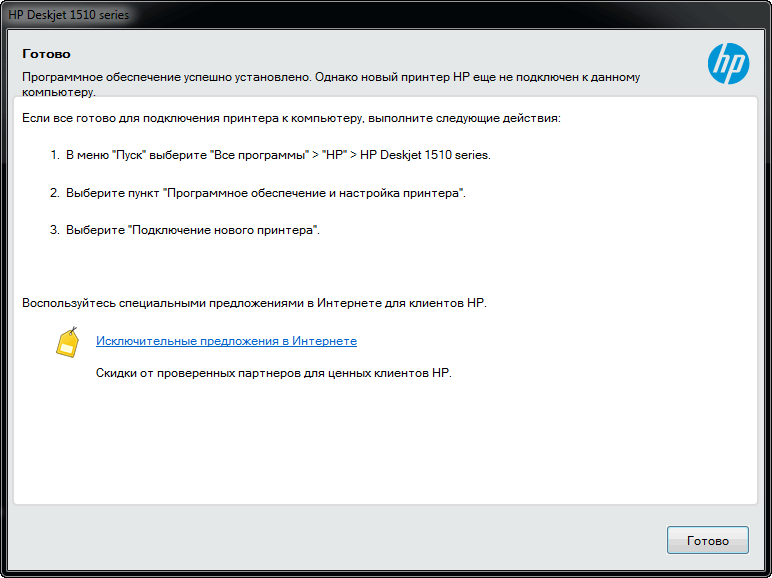 HP Deskjet 1510 series
Готово
hp
Программное обеспечение успешно установлено. Однако новый принтер HP еще не подключен к данному
компьютеру.
Если все готово для подключения принтера к компьютеру, выполните следующие действия:
1. В меню "Пуск" выберите "Все программы" > "HP" > HP Deskjet 1510 series.
2. Выберите пункт "Программное обеспечение и настройка принтера".
3. Выберите "Подключение нового принтера".
Воспользуйтесь специальными предложениями в Интернете для клиентов HP.
Исключительные предложения в Интернете
Скидки от проверенных партнеров для ценных клиентов HP.
Готово